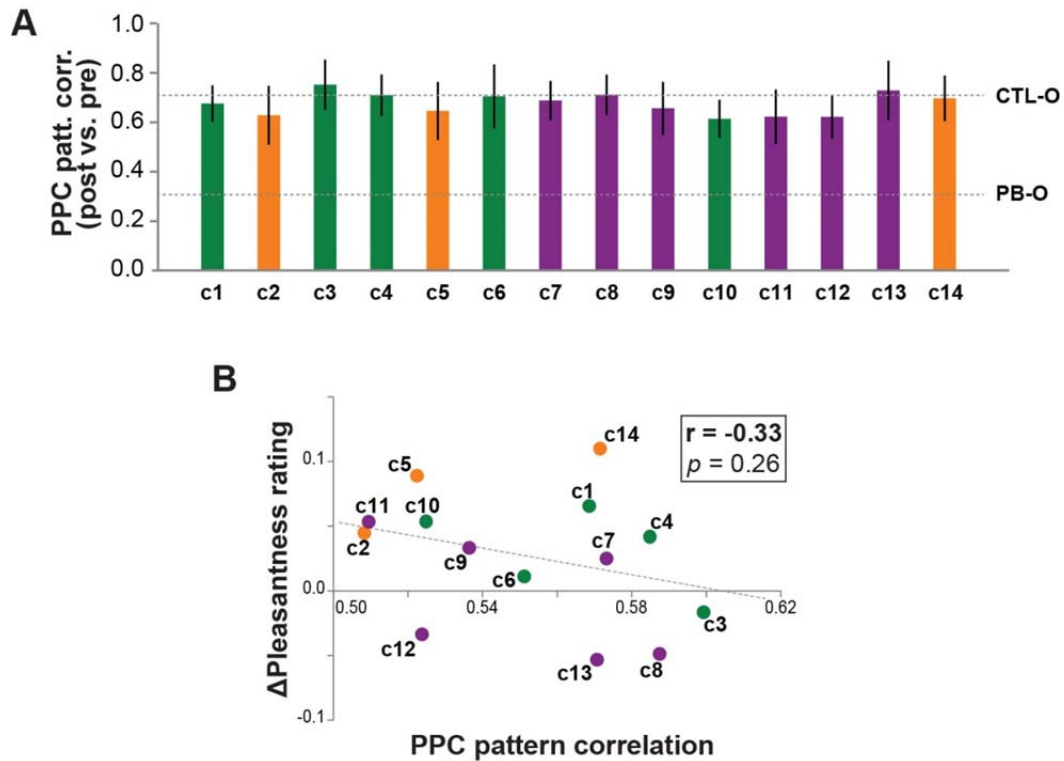 A
PPC patt. corr.
(post vs. pre)
1.0
0.8
0.6
0.4
0.2
0.0
CTL-O
PB-O
c1 c2 c3 c4 c5 c6 c7 c8 c9 c10 c11 c12 c13 c14
B
ΔPleasantness rating
0.1
0.0
-0.1
c14
r = -0.33
p = 0.26
c5
c1
c11 c10
c4
c2
c9
c7
c6
0.50 0.54 0.58 0.62
c3
c12
c13
c8
PPC pattern correlation